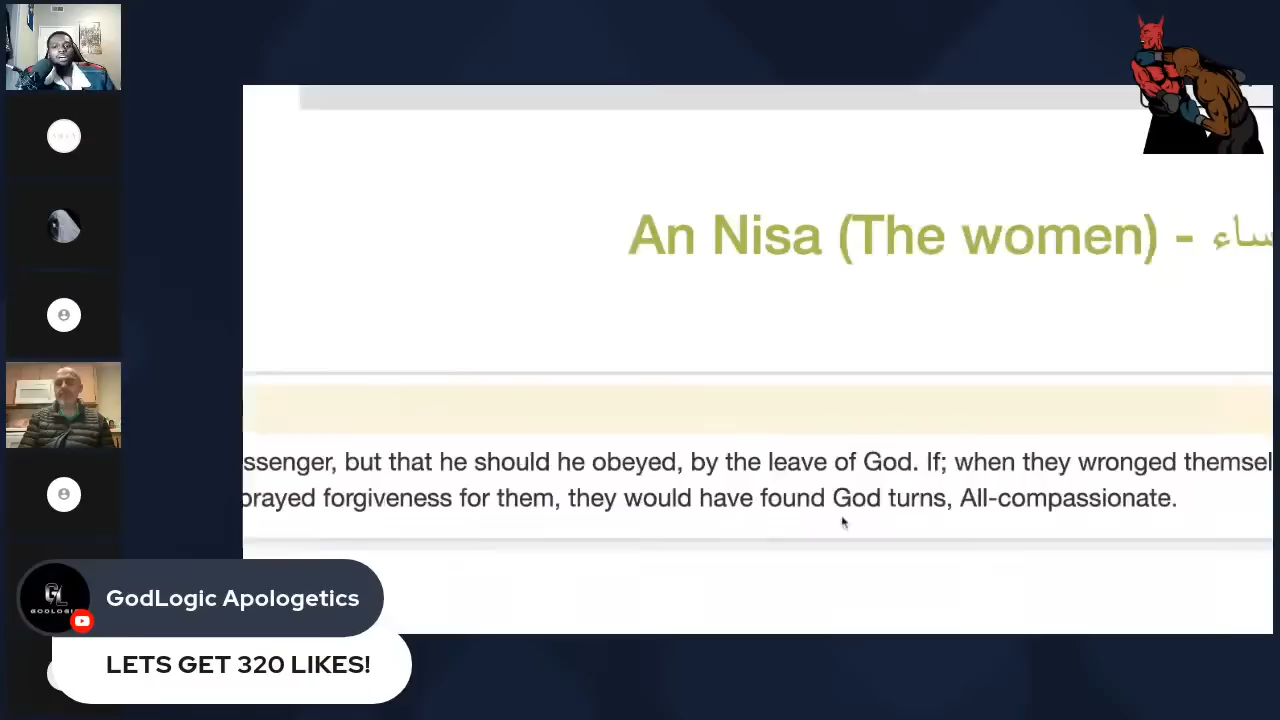 An Nisa (The women) - ساء
ssenger, but that he should he obeyed, by the leave of God. If; when they wronged themsel
prayed forgiveness for them, they would have found God turns, All-compassionate.
GodLogic Apologetics
LETS GET 320 LIKES!